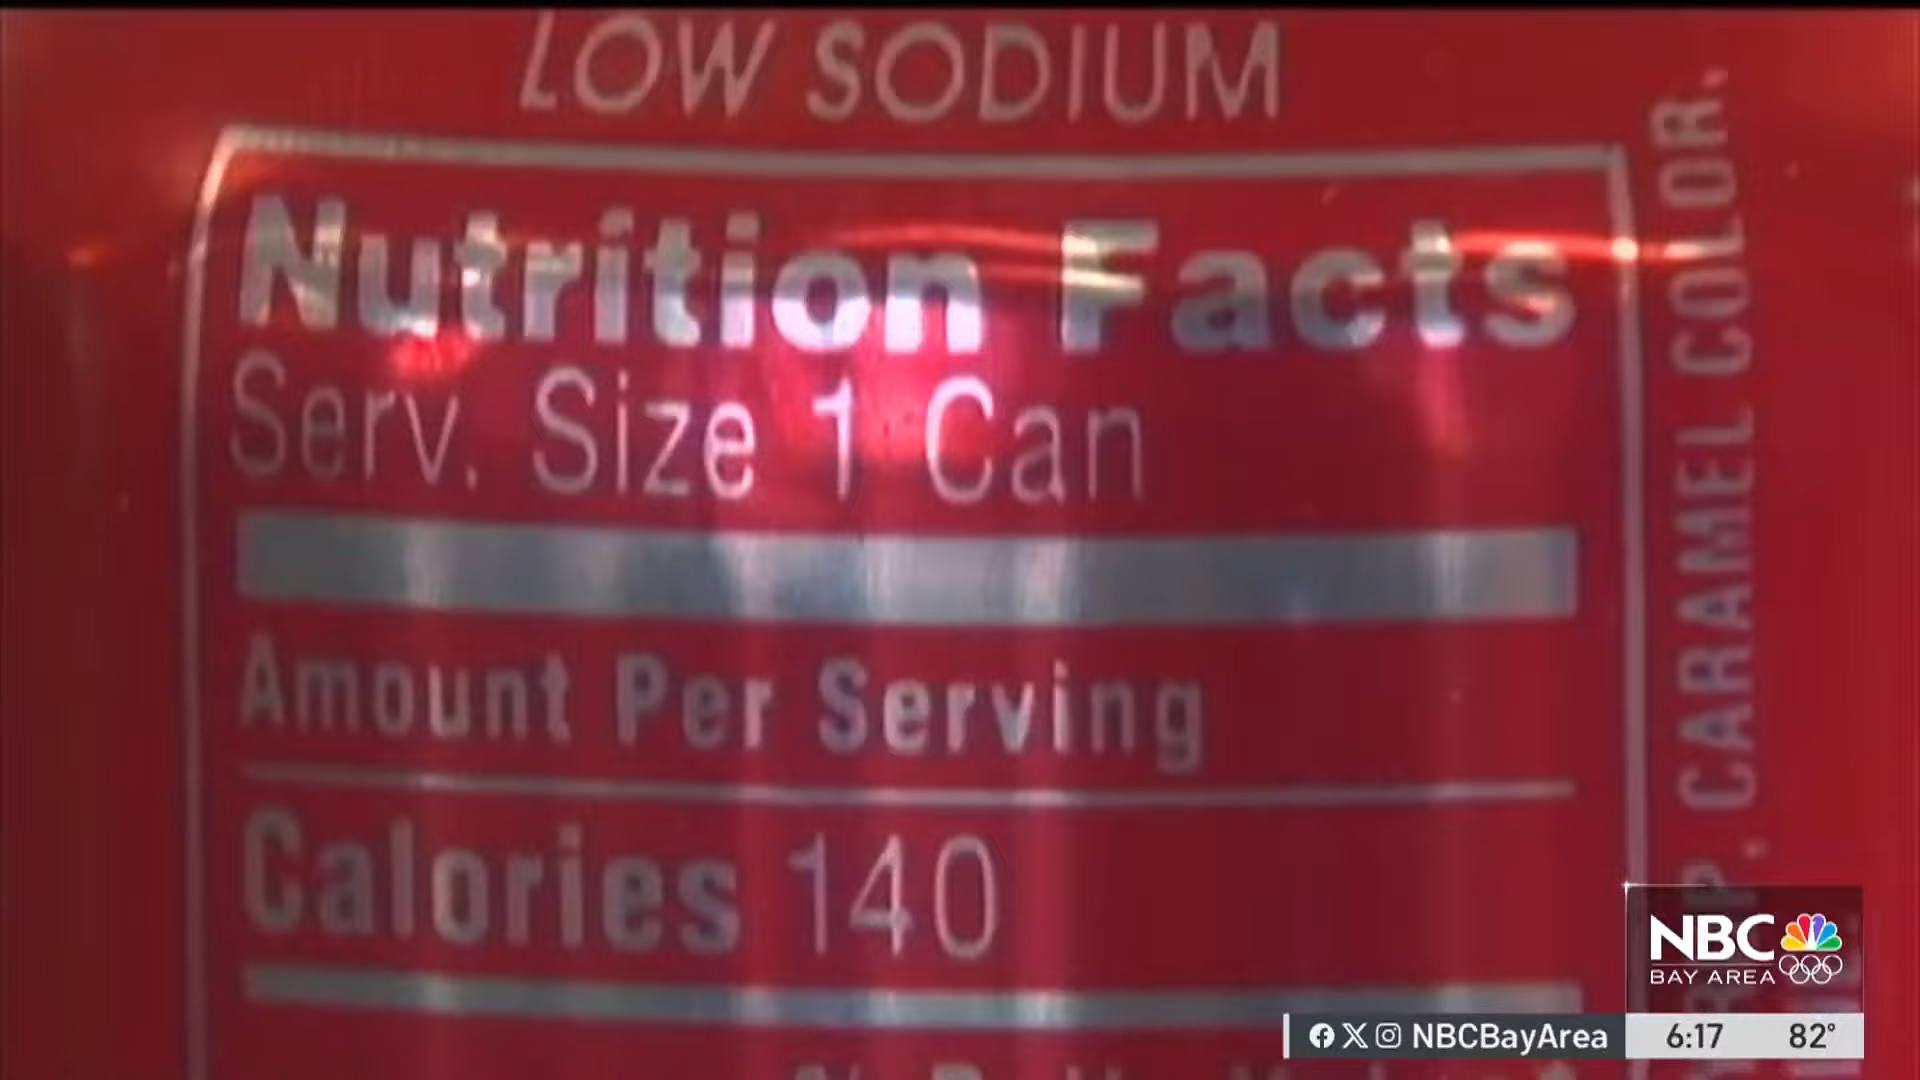 LOW SODIUM
Nutrition Facts
Serv. Size 1 Can
Amount Per Serving
Calories 140
CARAMEL COLOR.
NBC
BAY AREA
NBCBayArea
6:17 82°